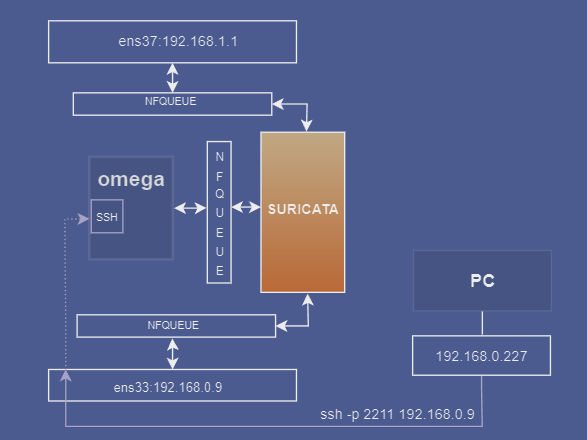 ens37:192.168.1.1
NFQUEUE
NFQUEUE
omega
SSH
SURICATA
NFQUEUE
ens33:192.168.0.9
PC
192.168.0.227
ssh -p 2211 192.168.0.9